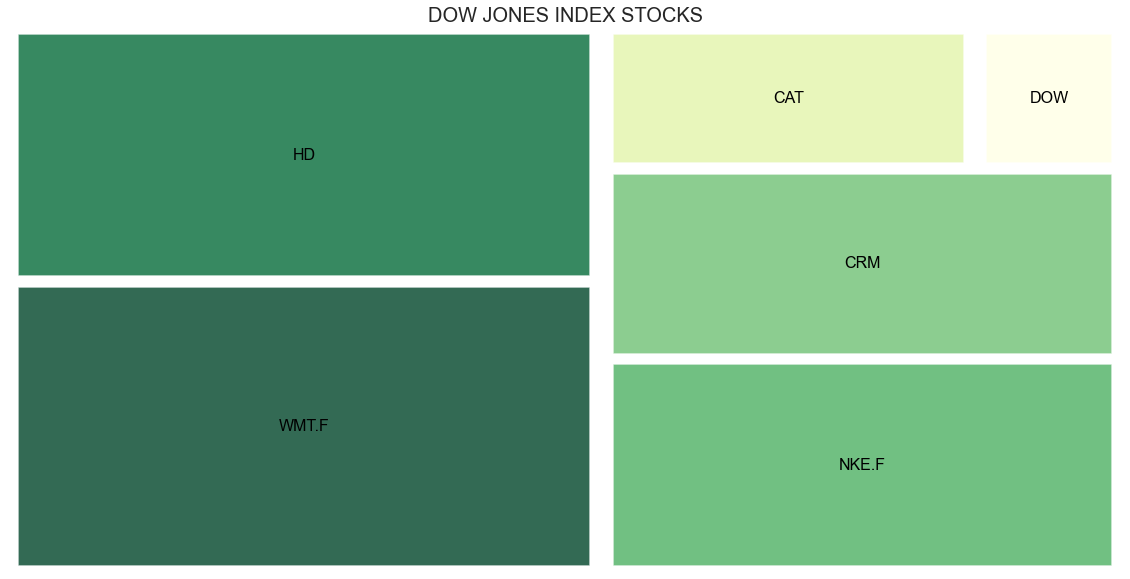 DOW JONES INDEX STOCKS
HD
WMT.F
CAT
DOW
CRM
NKE.F